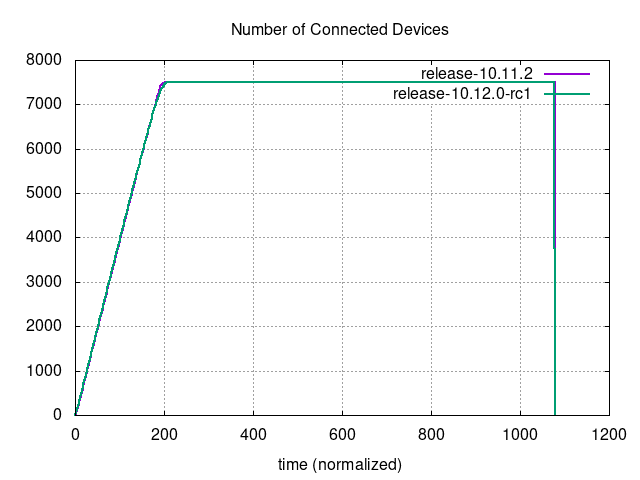 Number of Connected Devices
8000
7000
6000
5000
4000
3000
2000
1000
0
release-10.11.2
release-10.12.0-rc1
0 200 400 600 800 1000 1200
time (normalized)